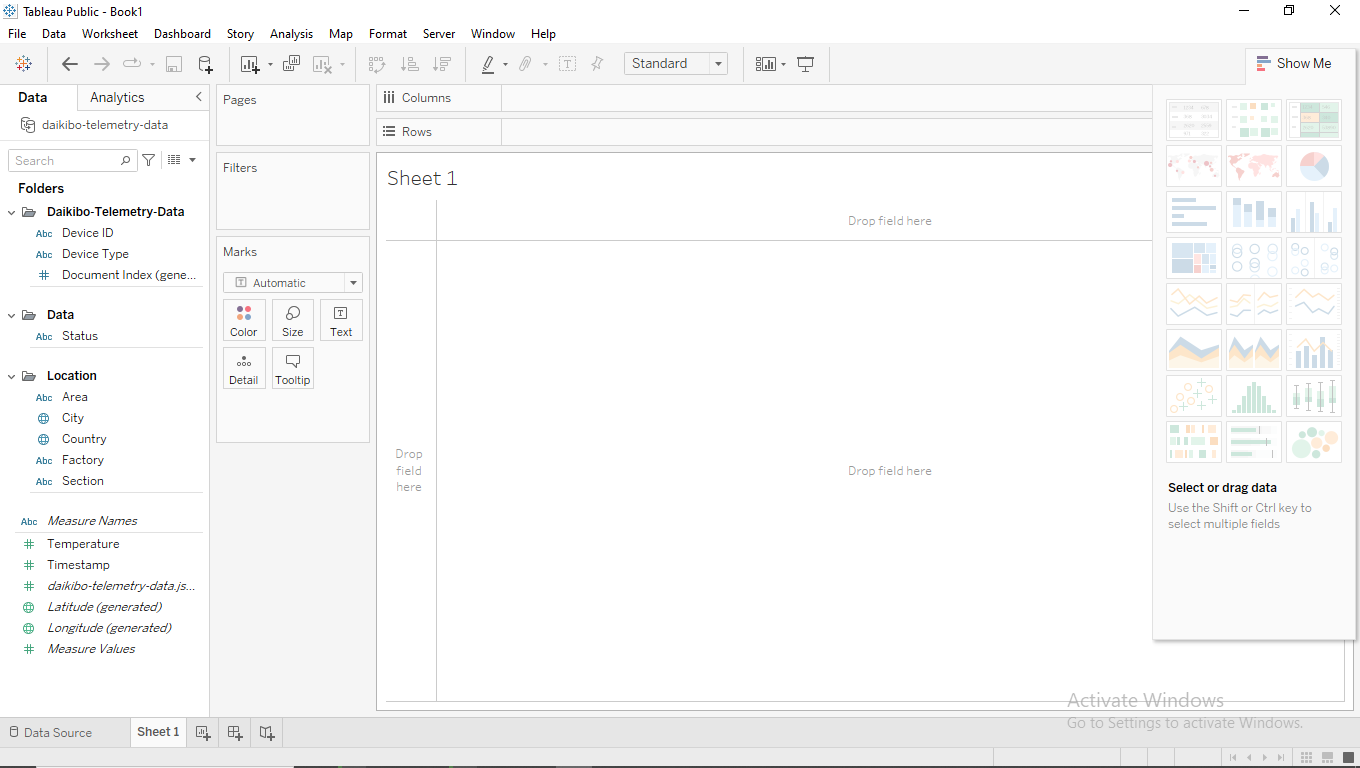 Tableau Public - Book1
File Data Worksheet Dashboard Story Analysis Map Format Server Window Help
Standard
Show Me
Data Analytics
daikibo-telemetry-data
Search
Folders
Daikibo-Telemetry-Data
Abc Device ID
Abc Device Type
# Document Index (gene...
Data
Abc Status
Location
Abc Area
City
Country
Abc Factory
Abc Section
Abc Measure Names
# Temperature
# Timestamp
# daikibo-telemetry-data.js...
Latitude (generated)
Longitude (generated)
# Measure Values
Pages
Filters
Marks
Automatic
Color Size Text
Detail Tooltip
Columns
Rows
Sheet 1
Drop field here
Drop
field
here
Drop field here
Select or drag data
Use the Shift or Ctrl key to
select multiple fields
Activate Windows
Go to Settings to activate Windows.
Data Source Sheet 1